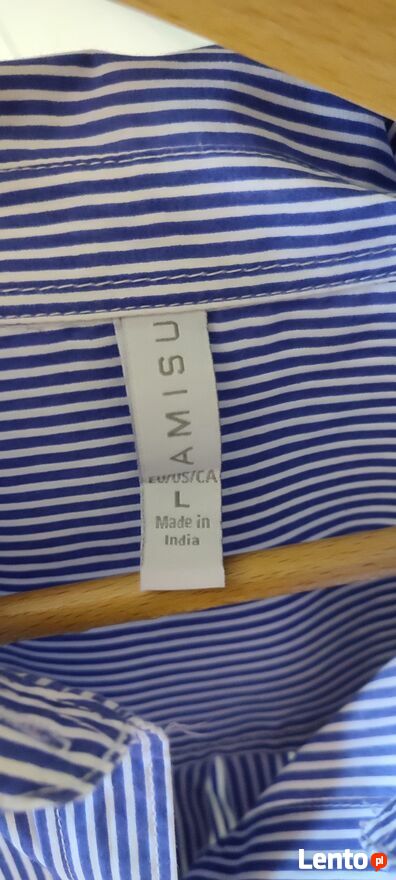 AMISU
EU/US/CA
L
Made in
India
Lento.pl